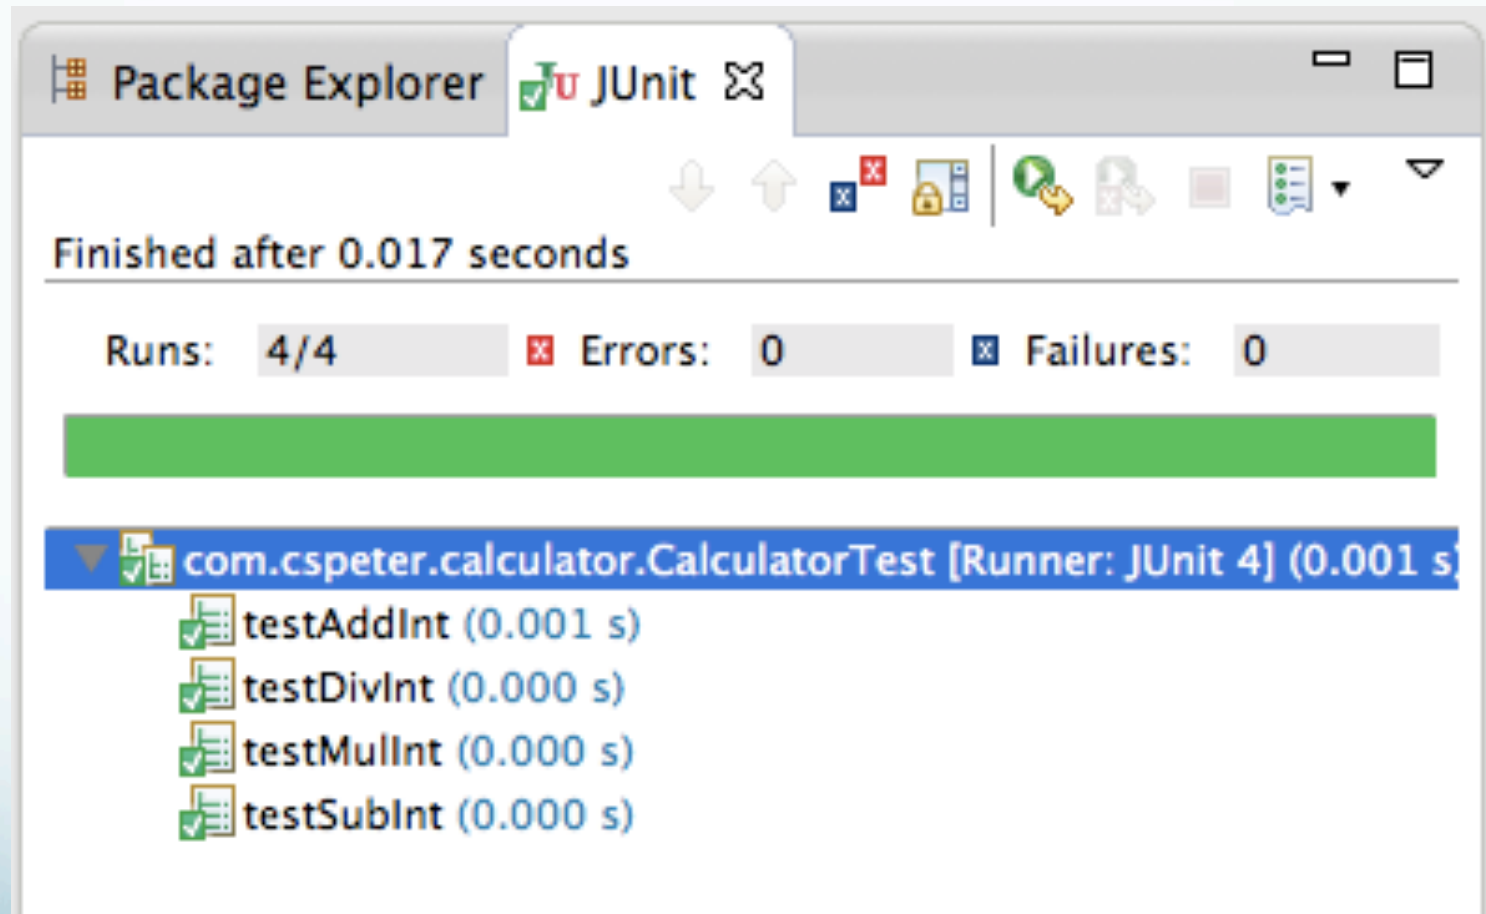 Package Explorer JUnit
Finished after 0.017 seconds
Runs: 4/4 Errors: 0 Failures: 0
com.cspeter.calculator.CalculatorTest [Runner: JUnit 4] (0.001 s)
testAddInt (0.001 s)
testDivInt (0.000 s)
testMulInt (0.000 s)
testSubInt (0.000 s)